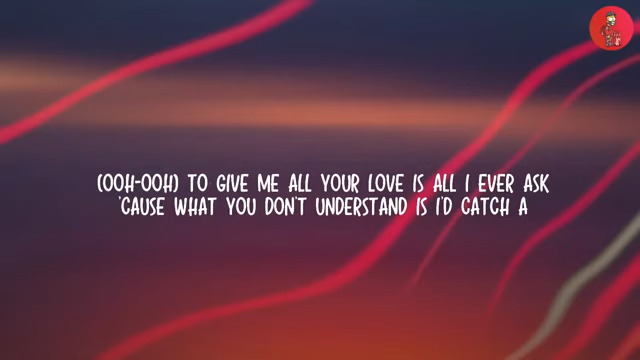 (OOH-OOH) TO GIVE ME ALL YOUR LOVE IS ALL I EVER ASK
'CAUSE WHAT YOU DON'T UNDERSTAND IS I'D CATCH A